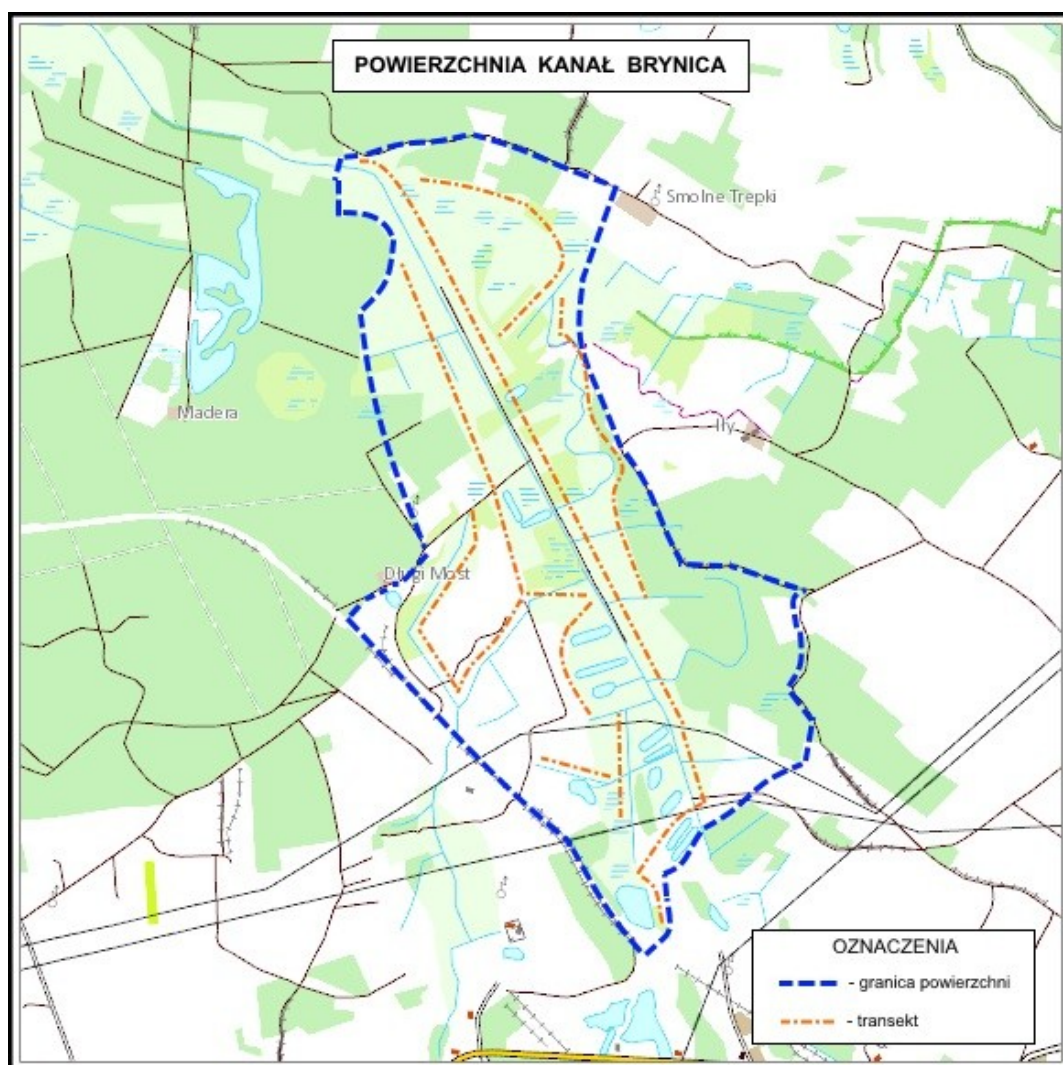 POWIERZCHNIA KANAŁ BRYNICA
Smolne Trepki
Madera
Iły
Długi Most
OZNACZENIA
- granica powierzchni
- transekt